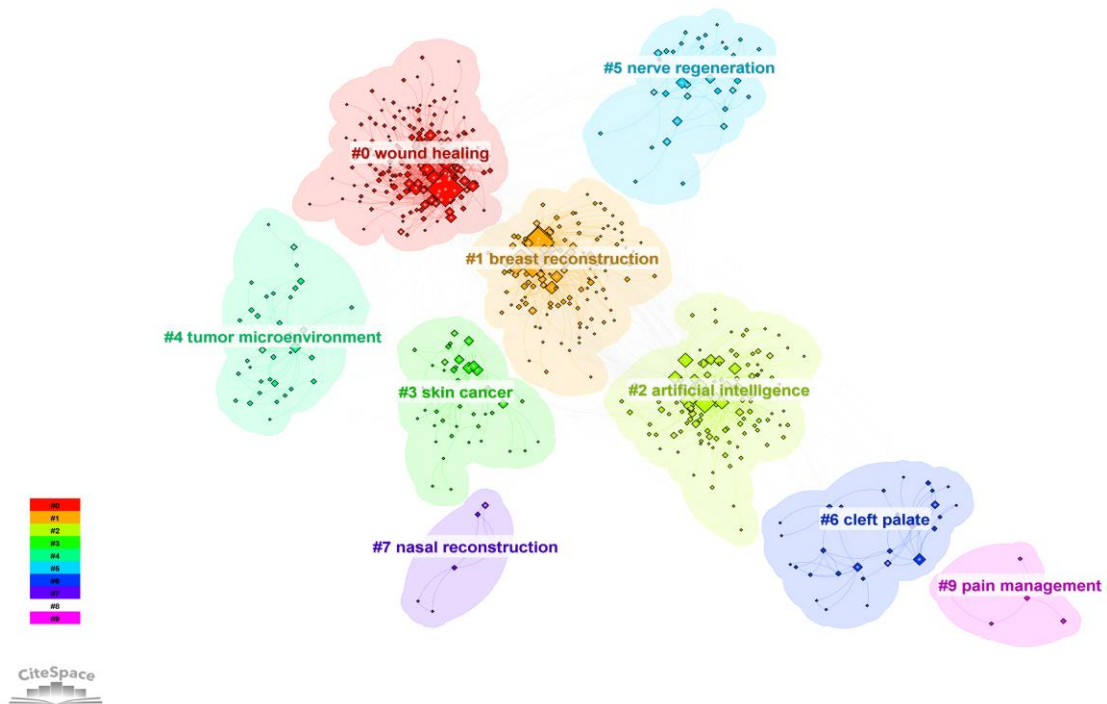 #5 nerve regeneration
#0 wound healing
#1 breast reconstruction
#4 tumor microenvironment
#3 skin cancer
#2 artificial intelligence
#6 cleft palate
#7 nasal reconstruction
#9 pain management
#0
#1
#2
#3
#4
#5
#6
#7
#8
#9
CiteSpace